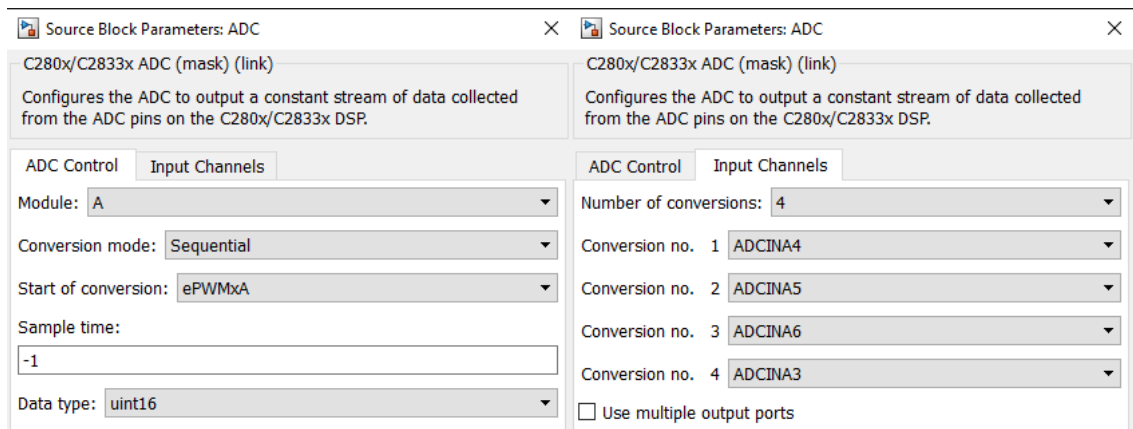 Source Block Parameters: ADC
C280x/C2833x ADC (mask) (link)
Configures the ADC to output a constant stream of data collected
from the ADC pins on the C280x/C2833x DSP.
ADC Control Input Channels
Module: A
Conversion mode: Sequential
Start of conversion: ePWMxA
Sample time:
-1
Data type: uint16
Source Block Parameters: ADC
C280x/C2833x ADC (mask) (link)
Configures the ADC to output a constant stream of data collected
from the ADC pins on the C280x/C2833x DSP.
ADC Control Input Channels
Number of conversions: 4
Conversion no. 1 ADCINA4
Conversion no. 2 ADCINA5
Conversion no. 3 ADCINA6
Conversion no. 4 ADCINA3
Use multiple output ports